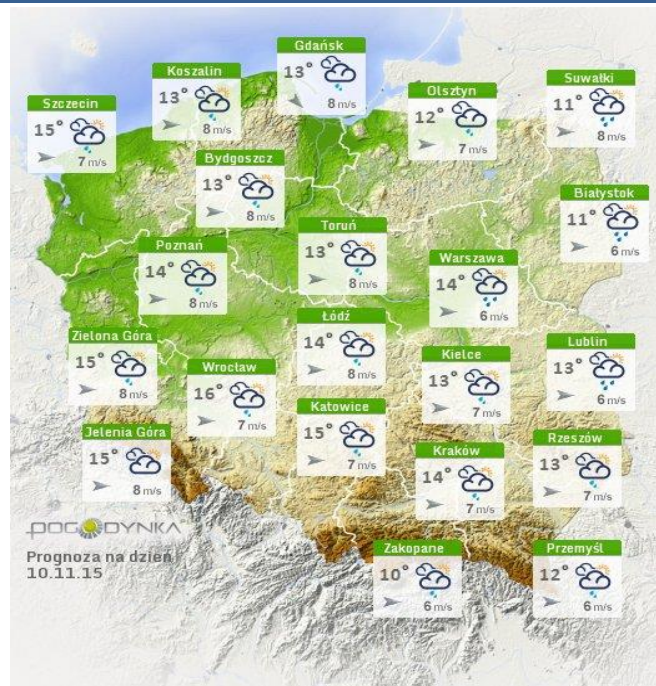 Gdańsk
13°
8 m/s
Koszalin
13°
8 m/s
Suwałki
11°
8 m/s
Olsztyn
12°
7 m/s
Szczecin
15°
7 m/s
Bydgoszcz
13°
8 m/s
Białystok
11°
6 m/s
Toruń
13°
8 m/s
Poznań
14°
8 m/s
Warszawa
14°
6 m/s
Łódź
14°
8 m/s
Zielona Góra
15°
8 m/s
Lublin
13°
6 m/s
Kielce
13°
7 m/s
Wrocław
16°
7 m/s
Katowice
15°
7 m/s
Jelenia Góra
15°
8 m/s
Rzeszów
13°
7 m/s
Kraków
14°
7 m/s
POGODYNKA
Prognoza na dzień
10.11.15
Zakopane
10°
6 m/s
Przemyśl
12°
6 m/s